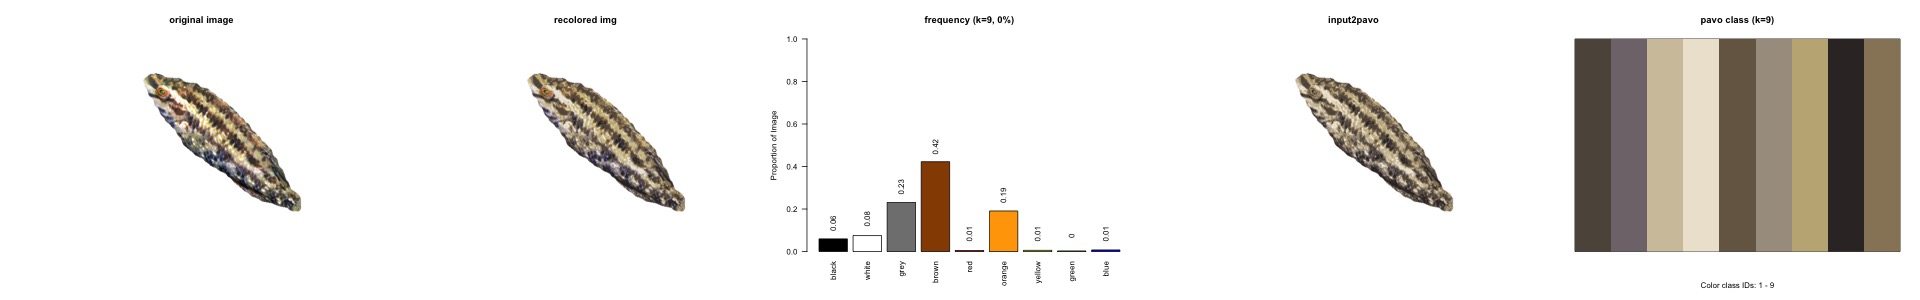 original image
recolored img
frequency (k=9, 0%)
input2pavo
pavo class (k=9)
Proportion of Image
1.0
0.8
0.6
0.4
0.2
0.0
0.06
0.08
0.23
0.42
0.01
0.19
0.01
0
0.01
black
white
grey
brown
red
orange
yellow
green
blue
Color class IDs: 1 - 9